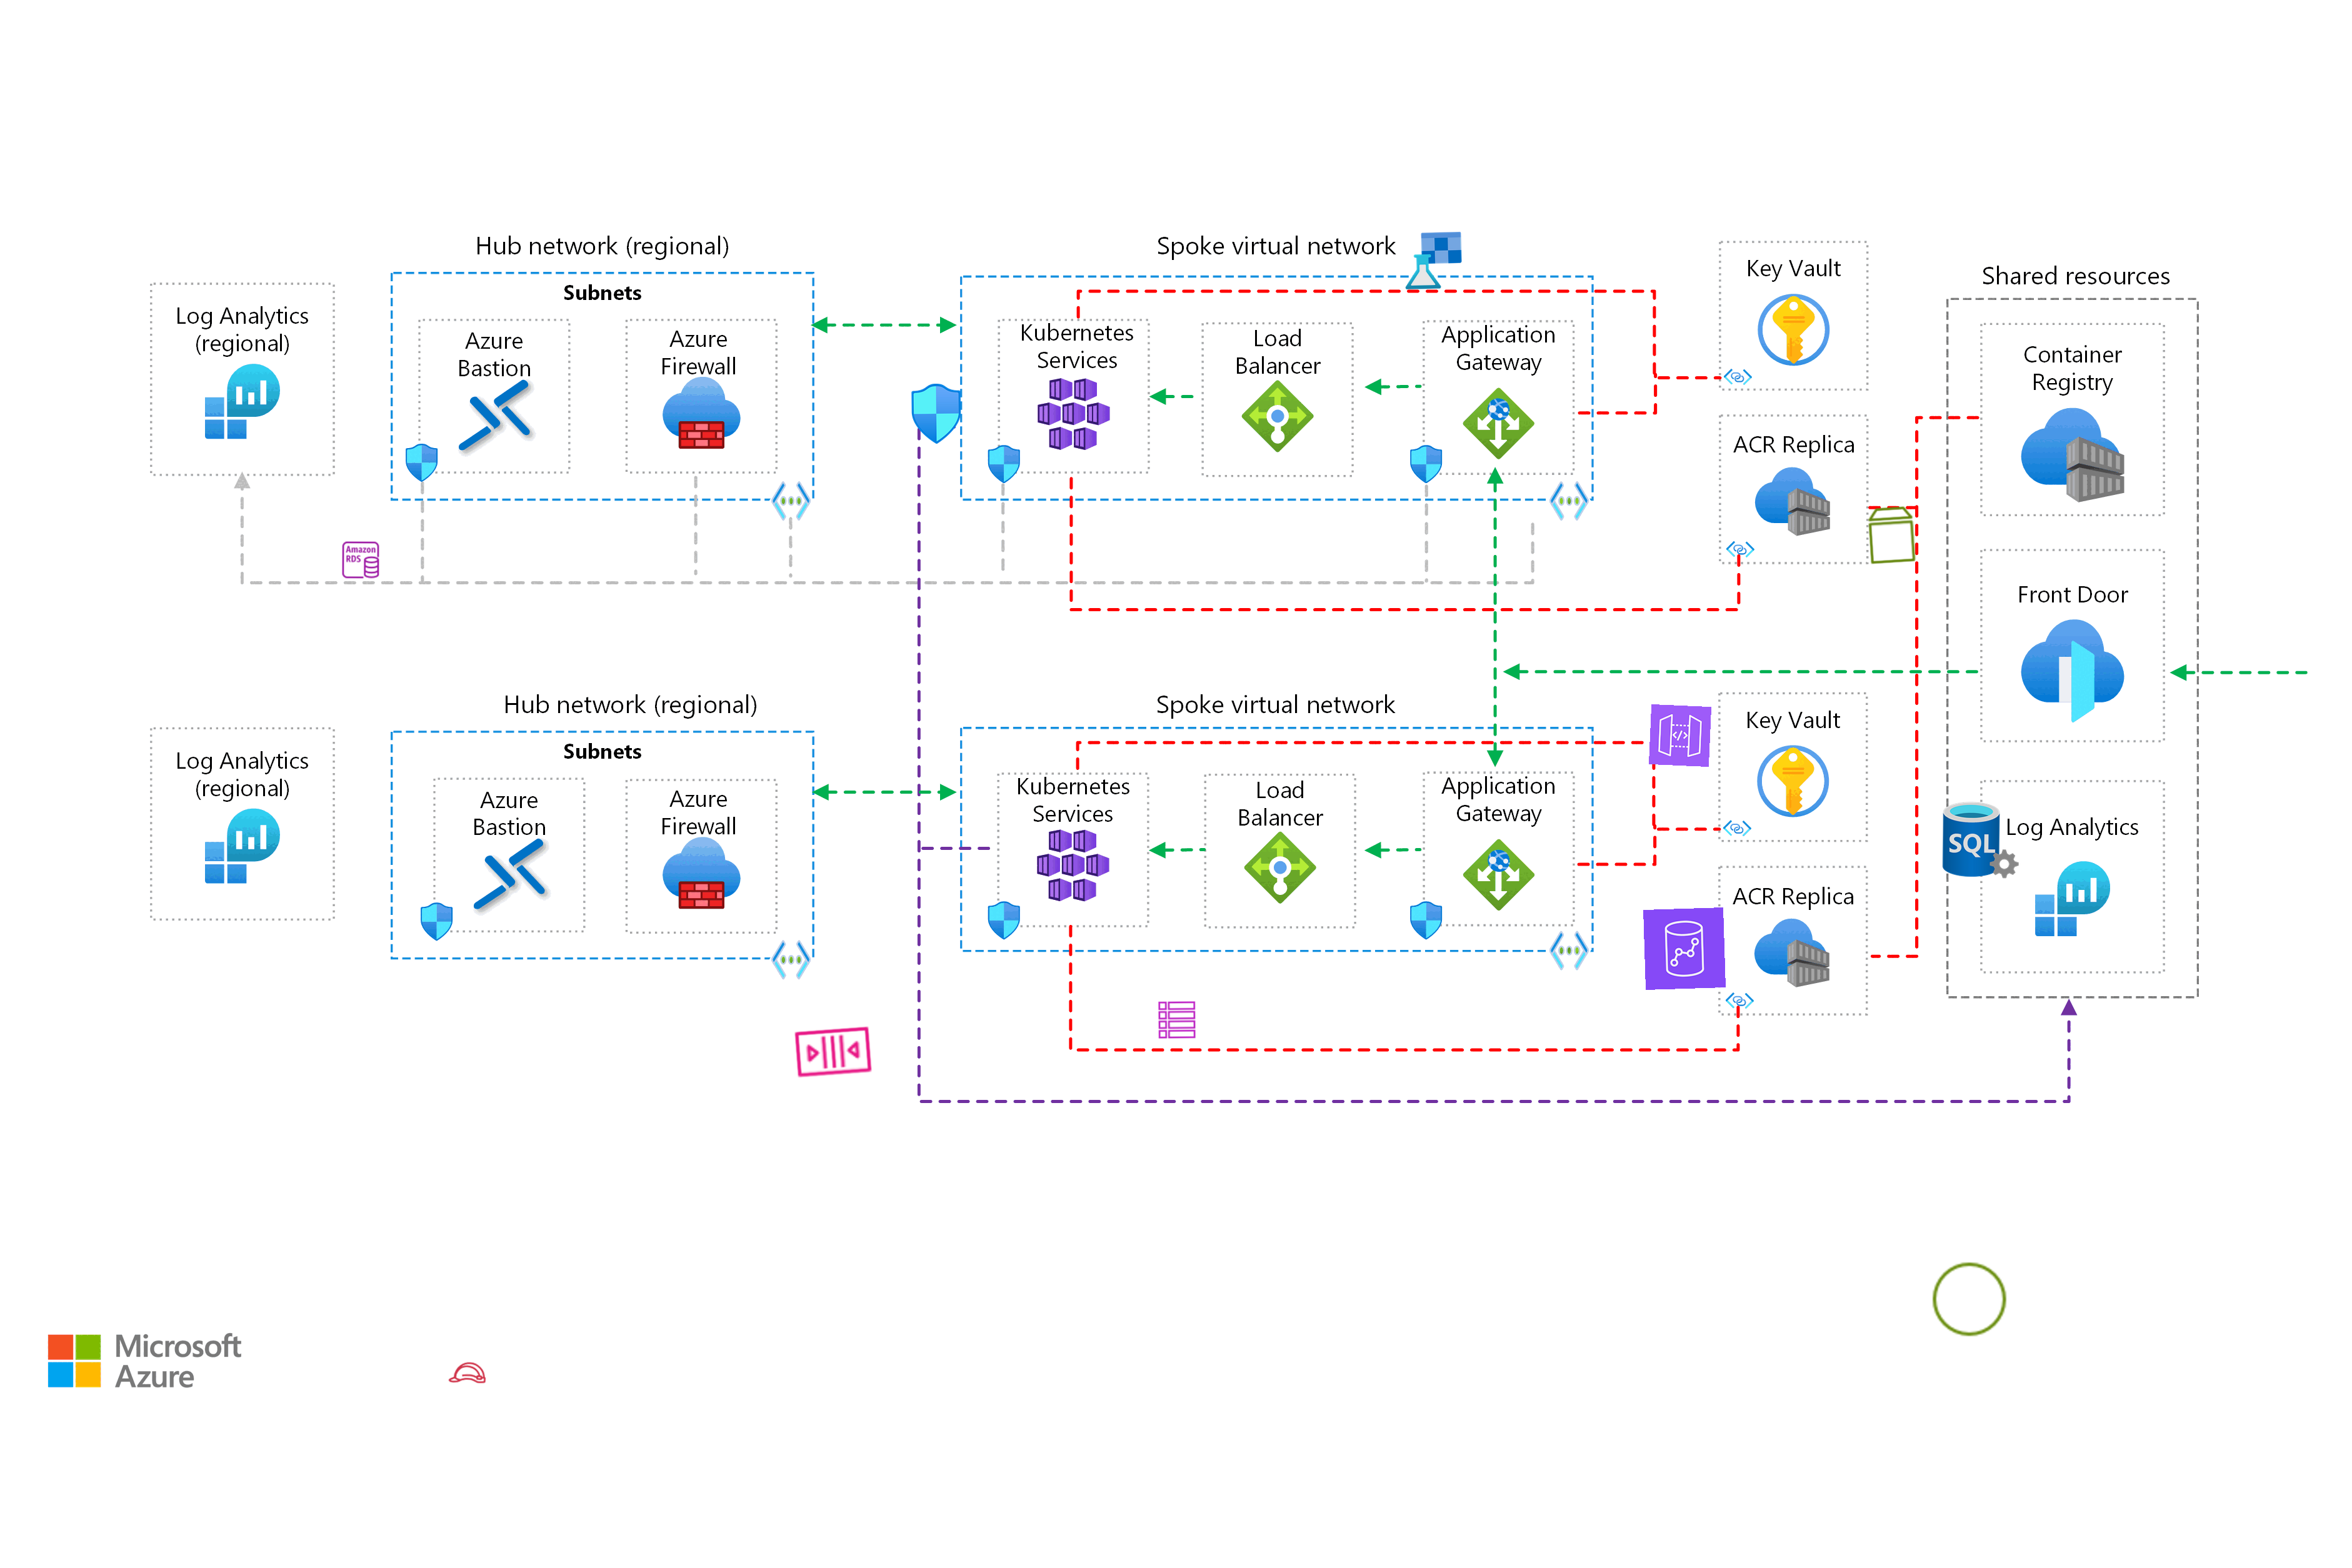 Hub network (regional)
Spoke virtual network
Key Vault
Shared resources
Subnets
Log Analytics
(regional)
Azure
Bastion
Azure
Firewall
Kubernetes
Services
Load
Balancer
Application
Gateway
Container
Registry
ACR Replica
Amazon
RDS
Front Door
Hub network (regional)
Spoke virtual network
Key Vault
Subnets
Log Analytics
(regional)
Azure
Bastion
Azure
Firewall
Kubernetes
Services
Load
Balancer
Application
Gateway
SQL
Log Analytics
ACR Replica
Microsoft
Azure